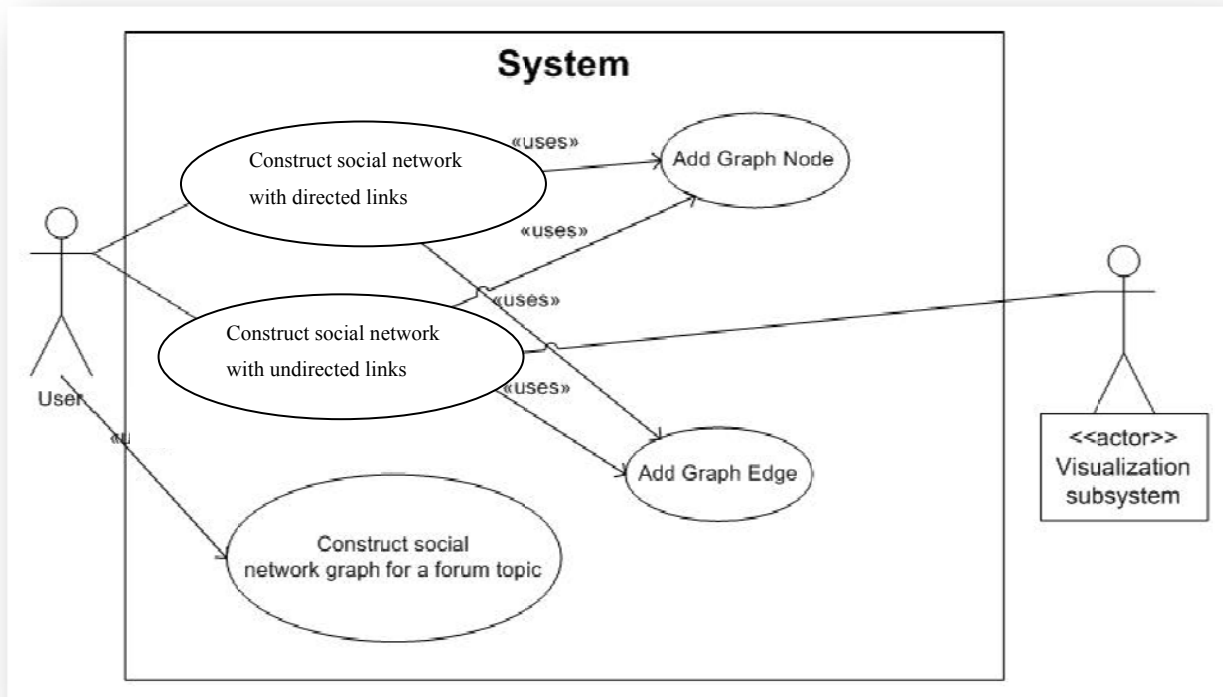 System
«uses»
Construct social network
with directed links
Add Graph Node
«uses»
«uses»
Construct social network
with undirected links
«uses»
User
Add Graph Edge
<<actor>>
Visualization
subsystem
Construct social
network graph for a forum topic